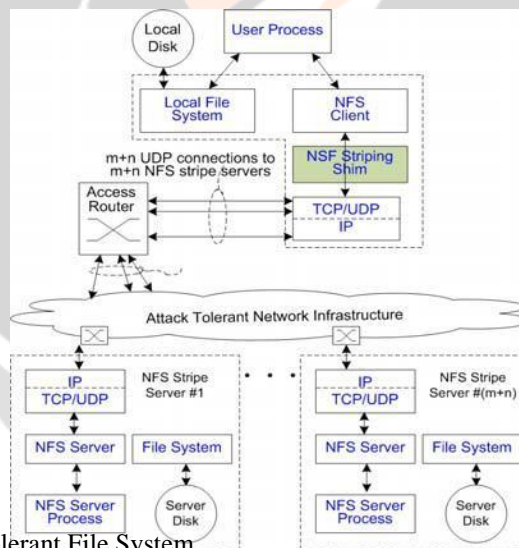 Local
Disk
User Process
Local File
System
NFS
Client
NSF Striping
Shim
m+n UDP connections to
m+n NFS stripe servers
Access
Router
TCP/UDP
IP
Attack Tolerant Network Infrastructure
IP
TCP/UDP
NFS Stripe
Server #1
NFS Server
File System
NFS Server
Process
Server
Disk
. . .
IP
TCP/UDP
NFS Stripe
Server #(m+n)
NFS Server
File System
NFS Server
Process
Server
Disk
lerant File System